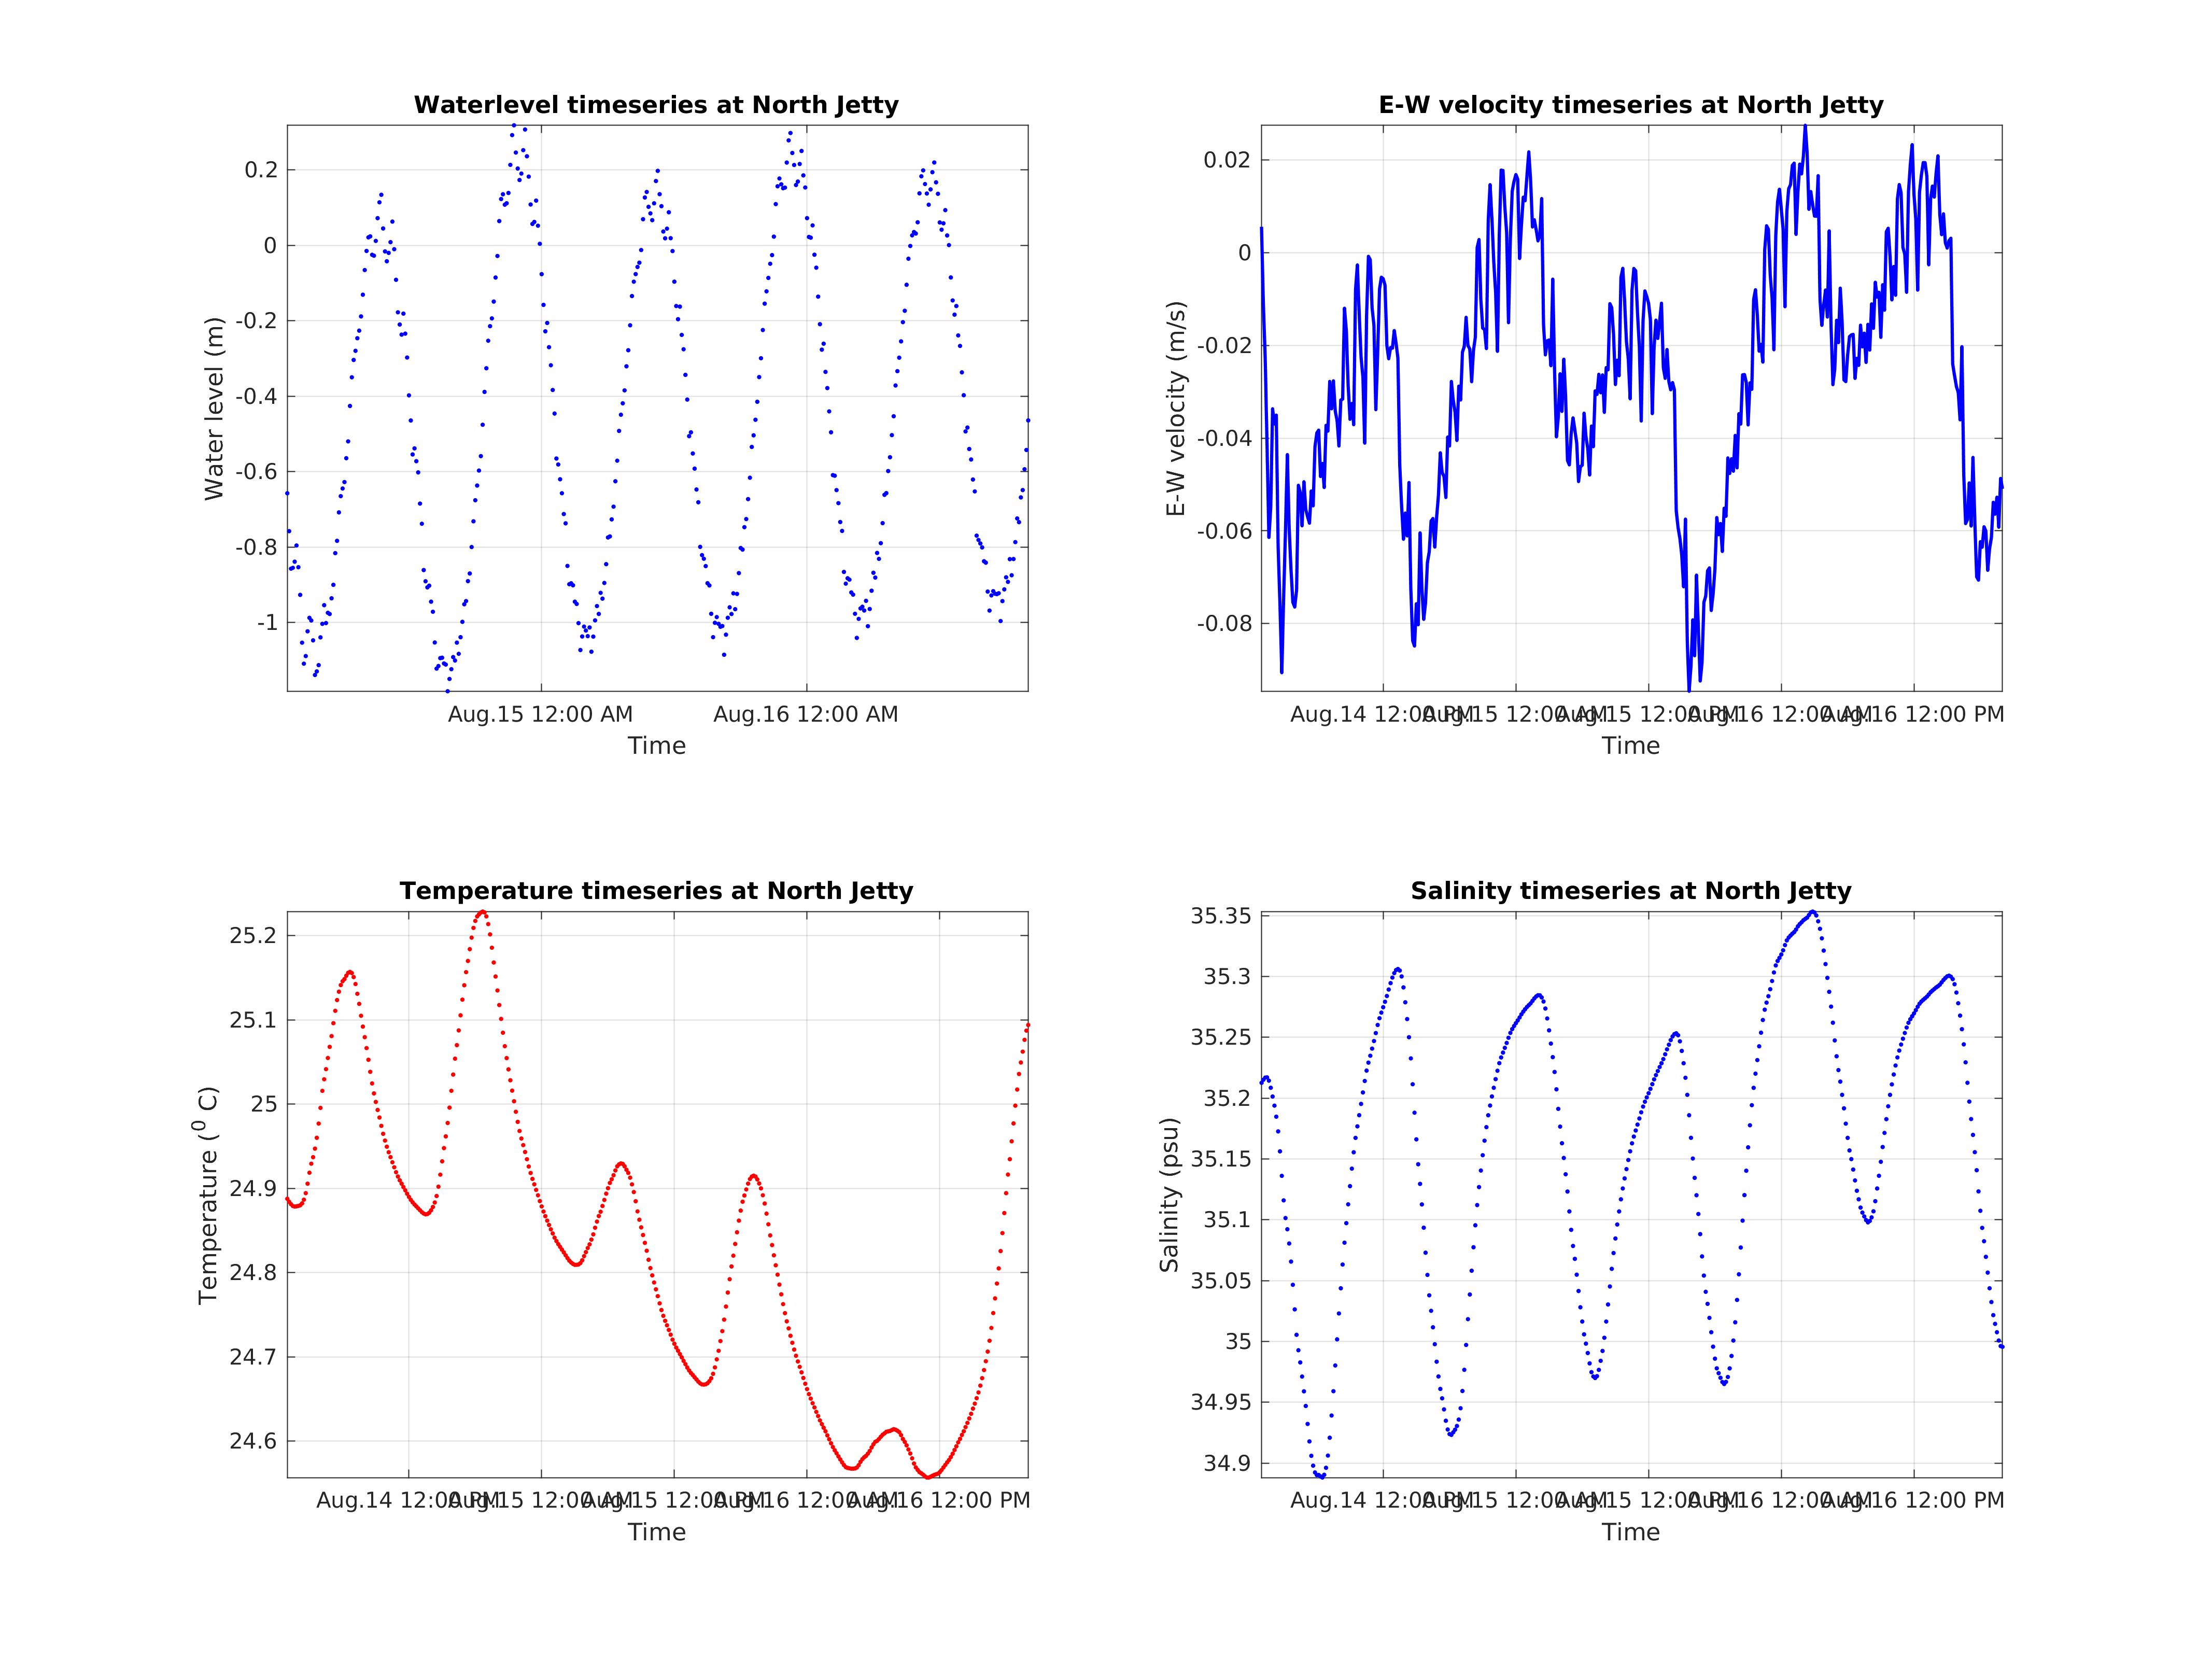 Waterlevel timeseries at North Jetty
Water level (m)
0.2
0
-0.2
-0.4
-0.6
-0.8
-1
Aug.15 12:00 AM Aug.16 12:00 AM
Time
E-W velocity timeseries at North Jetty
E-W velocity (m/s)
0.02
0
-0.02
-0.04
-0.06
-0.08
Aug.14 12:00 PM Aug.15 12:00 AM Aug.15 12:00 PM Aug.16 12:00 AM Aug.16 12:00 PM
Time
Temperature timeseries at North Jetty
Temperature (⁰ C)
25.2
25.1
25
24.9
24.8
24.7
24.6
Aug.14 12:00 PM Aug.15 12:00 AM Aug.15 12:00 PM Aug.16 12:00 AM Aug.16 12:00 PM
Time
Salinity timeseries at North Jetty
Salinity (psu)
35.35
35.3
35.25
35.2
35.15
35.1
35.05
35
34.95
34.9
Aug.14 12:00 PM Aug.15 12:00 AM Aug.15 12:00 PM Aug.16 12:00 AM Aug.16 12:00 PM
Time